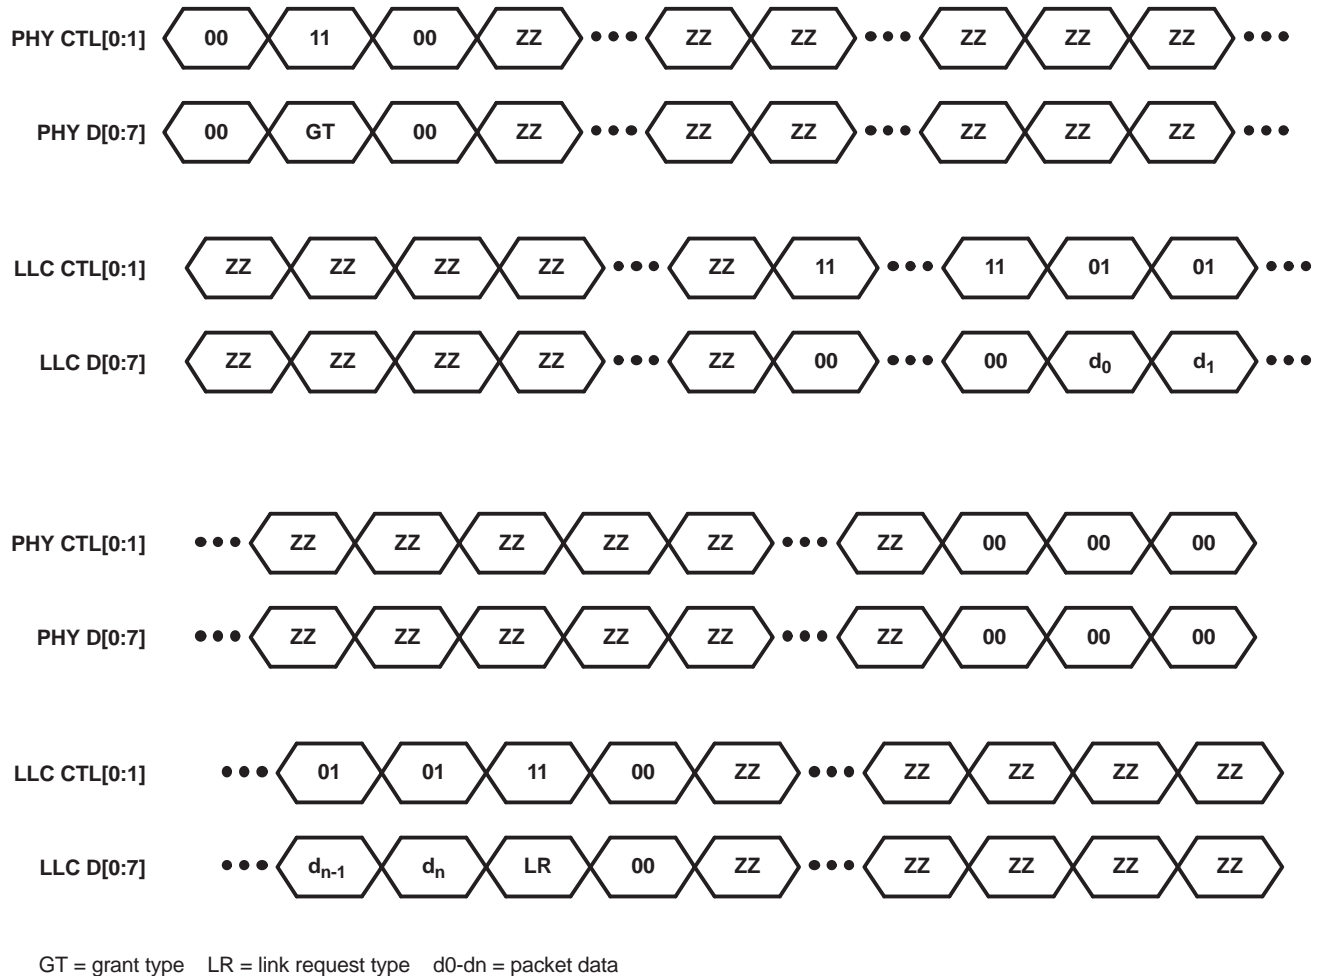 PHY CTL[0:1] 00 11 00 ZZ ••• ZZ ZZ ••• ZZ ZZ ZZ •••
PHY D[0:7] 00 GT 00 ZZ ••• ZZ ZZ ••• ZZ ZZ ZZ •••
LLC CTL[0:1] ZZ ZZ ZZ ZZ ••• ZZ 11 ••• 11 01 01 •••
LLC D[0:7] ZZ ZZ ZZ ZZ ••• ZZ 00 ••• 00 d0 d1 •••
PHY CTL[0:1] ••• ZZ ZZ ZZ ZZ ZZ ••• ZZ 00 00 00
PHY D[0:7] ••• ZZ ZZ ZZ ZZ ZZ ••• ZZ 00 00 00
LLC CTL[0:1] ••• 01 01 11 00 ZZ ••• ZZ ZZ ZZ ZZ
LLC D[0:7] ••• dn-1 dn LR 00 ZZ ••• ZZ ZZ ZZ ZZ
GT = grant type LR = link request type d0-dn = packet data